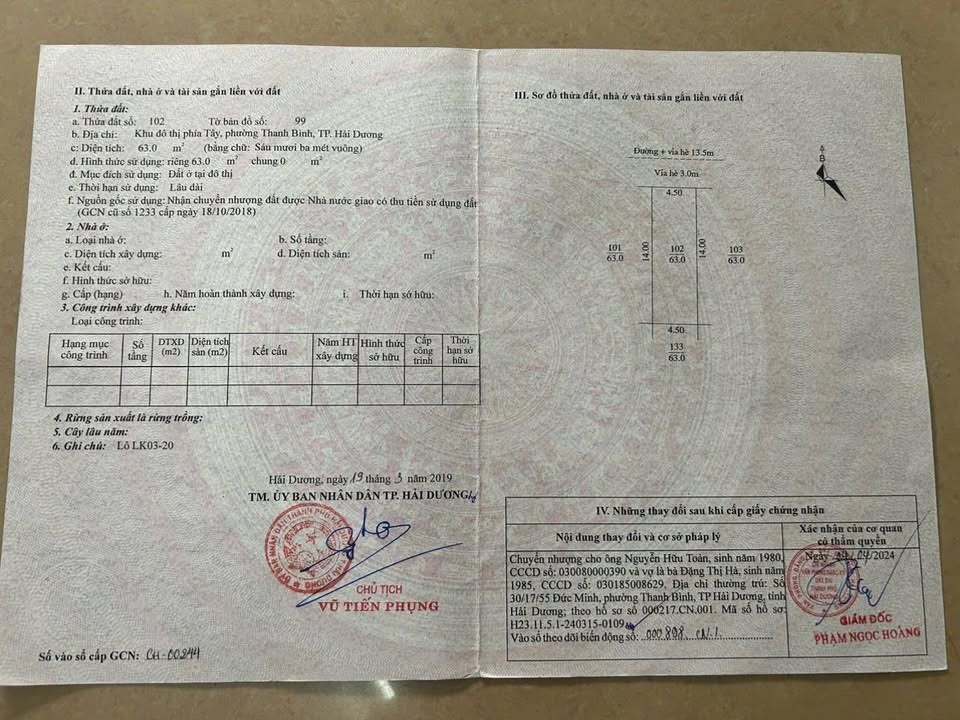 II. Thửa đất, nhà ở và tài sản gắn liền với đất
1. Thửa đất:
a. Thửa đất số: 102 Tờ bản đồ số: 99
b. Địa chỉ: Khu đô thị phía Tây, phường Thanh Bình, TP. Hải Dương
c: Diện tích: 63.0 m² (bằng chữ: Sáu mươi ba mét vuông)
d. Hình thức sử dụng: riêng 63.0 m² chung 0 m²
đ. Mục đích sử dụng: Đất ở tại đô thị
e. Thời hạn sử dụng: Lâu dài
f. Nguồn gốc sử dụng: Nhận chuyển nhượng đất được Nhà nước giao có thu tiền sử dụng đất
(GCN cũ số 1233 cấp ngày 18/10/2018)
2. Nhà ở:
a. Loại nhà ở: b. Số tầng:
c. Diện tích xây dựng: m² d. Diện tích sàn: m²
e. Kết cấu:
f. Hình thức sở hữu:
g. Cấp (hạng) h. Năm hoàn thành xây dựng: i. Thời hạn sở hữu:
3. Công trình xây dựng khác:
Loại công trình:
Hạng mục công trình Số tầng DTXD (m2) Diện tích sàn (m2) Kết cấu Năm HT xây dựng Hình thức sở hữu Cấp công trình Thời hạn sở hữu
4. Rừng sản xuất là rừng trồng:
5. Cây lâu năm:
6. Ghi chú: Lô LK03-20
Hải Dương, ngày 19 tháng 3 năm 2019
TM. ỦY BAN NHÂN DÂN TP. HẢI DƯƠNG
CHỦ TỊCH
VŨ TIẾN PHỤNG
Số vào sổ cấp GCN: CH-00244
III. Sơ đồ thửa đất, nhà ở và tài sản gắn liền với đất
Đường + vỉa hè 13.5m
Vỉa hè 3.0m
B
4.50
101
63.0
14.00
102
63.0
14.00
103
63.0
4.50
133
63.0
IV. Những thay đổi sau khi cấp giấy chứng nhận
Nội dung thay đổi và cơ sở pháp lý
Xác nhận của cơ quan
có thẩm quyền
Chuyển nhượng cho ông Nguyễn Hữu Toàn, sinh năm 1980,
CCCD số: 030080000390 và vợ là bà Đặng Thị Hà, sinh năm
1985, CCCD số: 030185008629. Địa chỉ thường trú: Số
30/17/55 Đức Minh, phường Thanh Bình, TP Hải Dương, tỉnh
Hải Dương; theo hồ sơ số 000217.CN.001. Mã số hồ sơ:
H23.11.5.1-240315-0109
Vào sổ theo dõi biến động số: 000898 CN.1
Ngày /04/2024
GIÁM ĐỐC
PHẠM NGỌC HOÀNG